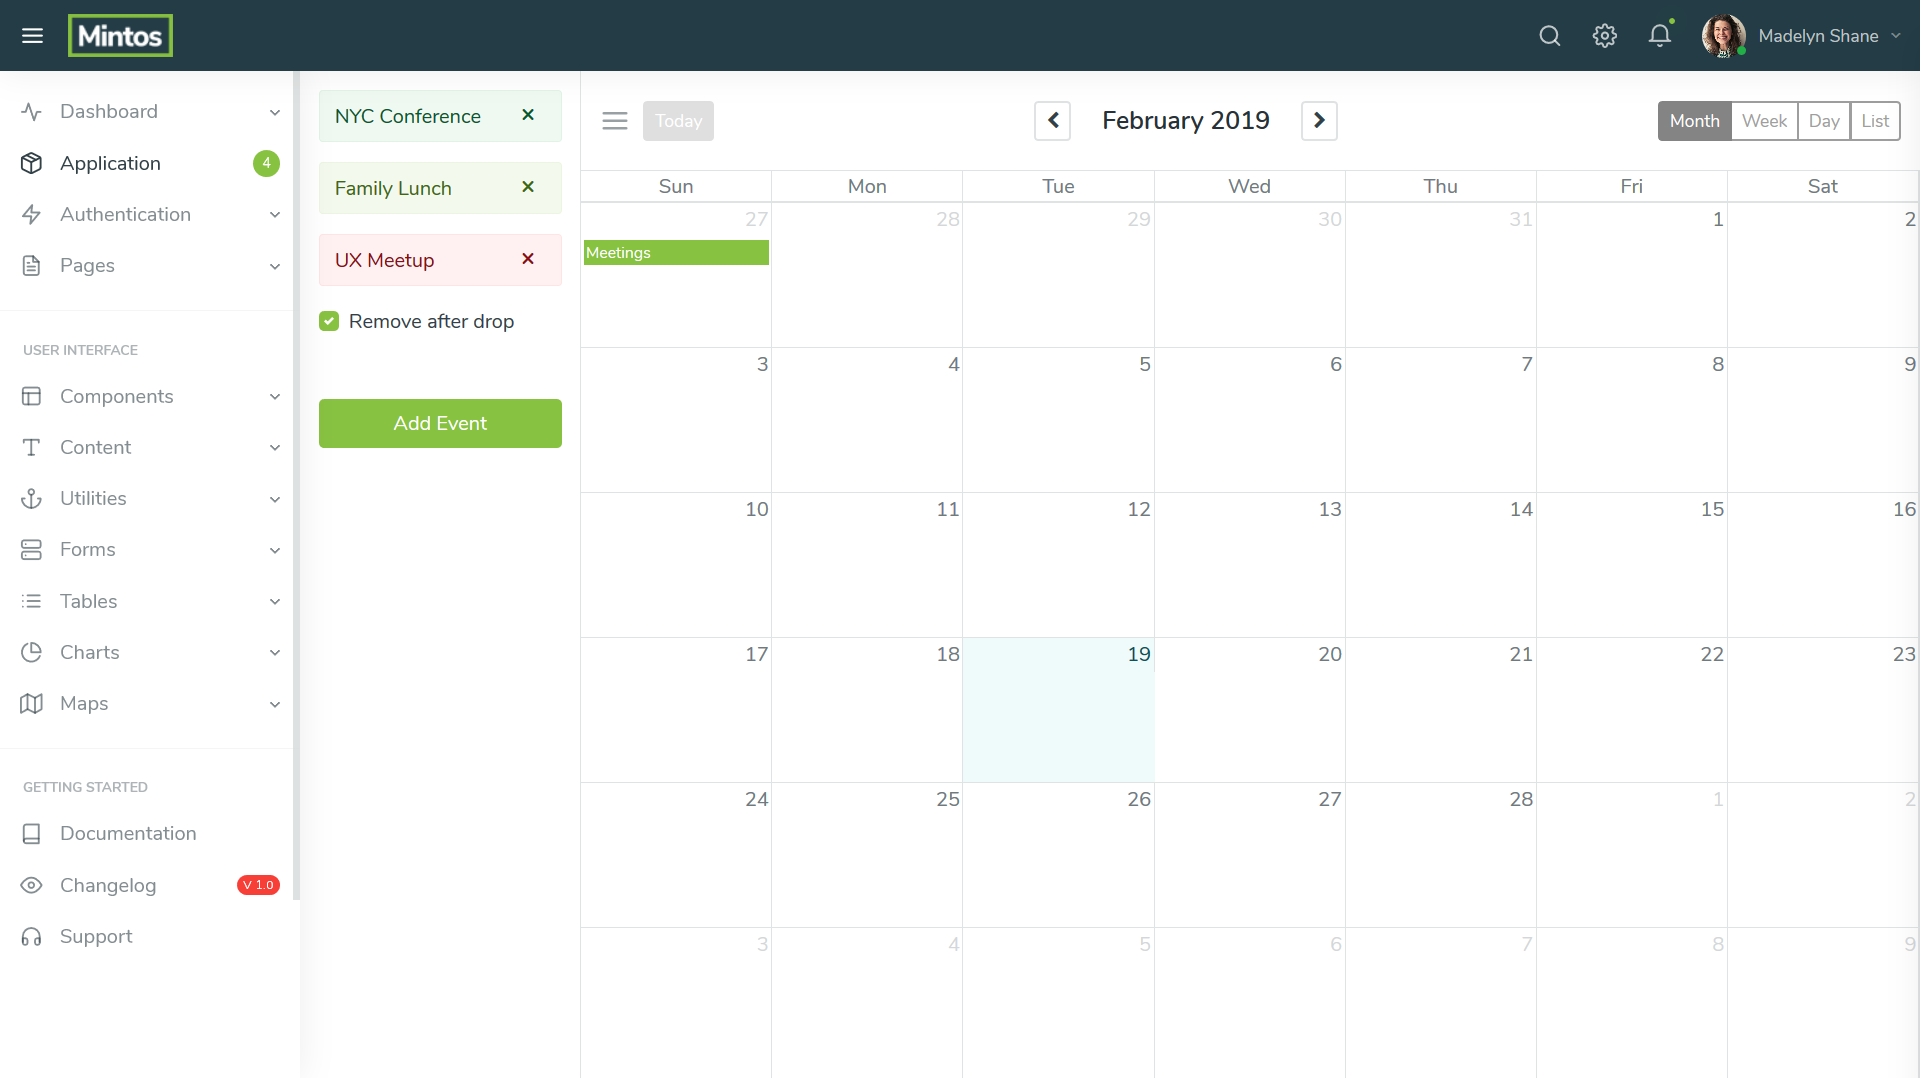 Mintos
Madelyn Shane
Dashboard
Application 4
Authentication
Pages
USER INTERFACE
Components
Content
Utilities
Forms
Tables
Charts
Maps
GETTING STARTED
Documentation
Changelog V 1.0
Support
NYC Conference
Family Lunch
UX Meetup
Remove after drop
Add Event
Today
February 2019
Month Week Day List
Sun Mon Tue Wed Thu Fri Sat
27 28 29 30 31 1 2
Meetings
3 4 5 6 7 8 9
10 11 12 13 14 15 16
17 18 19 20 21 22 23
24 25 26 27 28 1 2
3 4 5 6 7 8 9